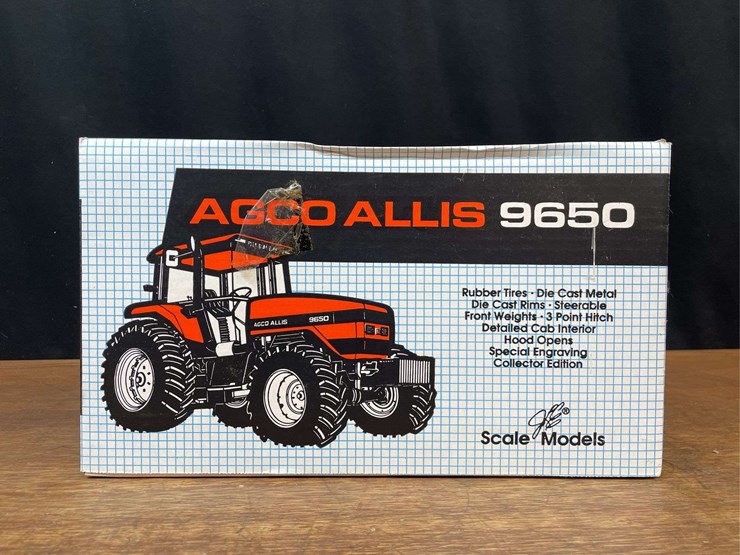 AGCO ALLIS 9650
Rubber Tires · Die Cast Metal
Die Cast Rims · Steerable
Front Weights · 3 Point Hitch
Detailed Cab Interior
Hood Opens
Special Engraving
Collector Edition
AGCO ALLIS 9650
Scale Models ®